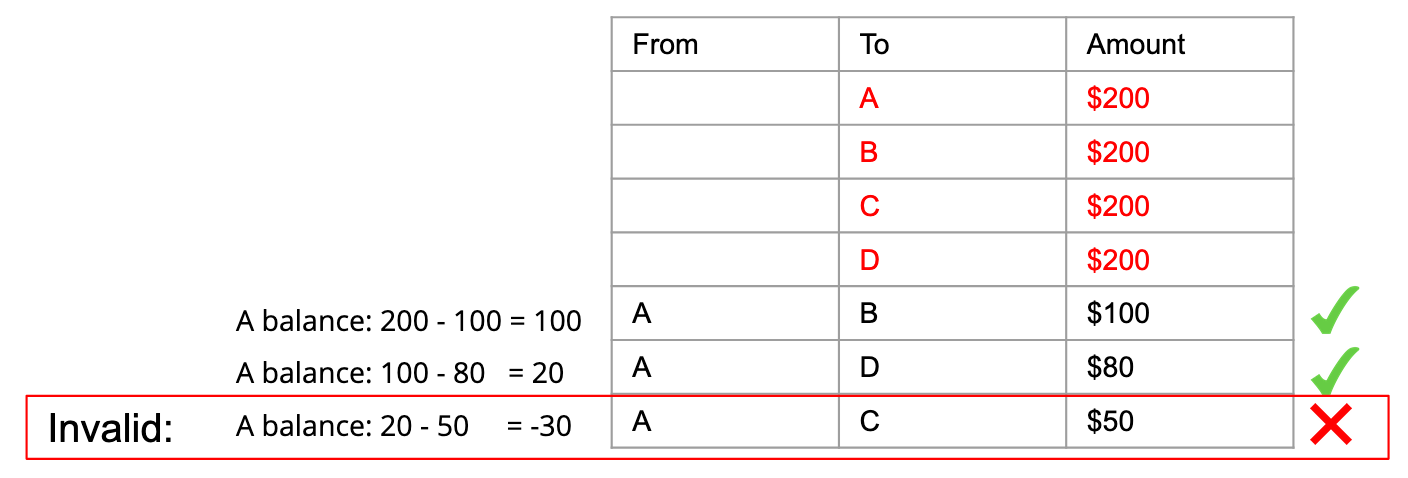 From To Amount
A $200
B $200
C $200
D $200
A balance: 200 - 100 = 100 A B $100
A balance: 100 - 80 = 20 A D $80
Invalid: A balance: 20 - 50 = -30 A C $50